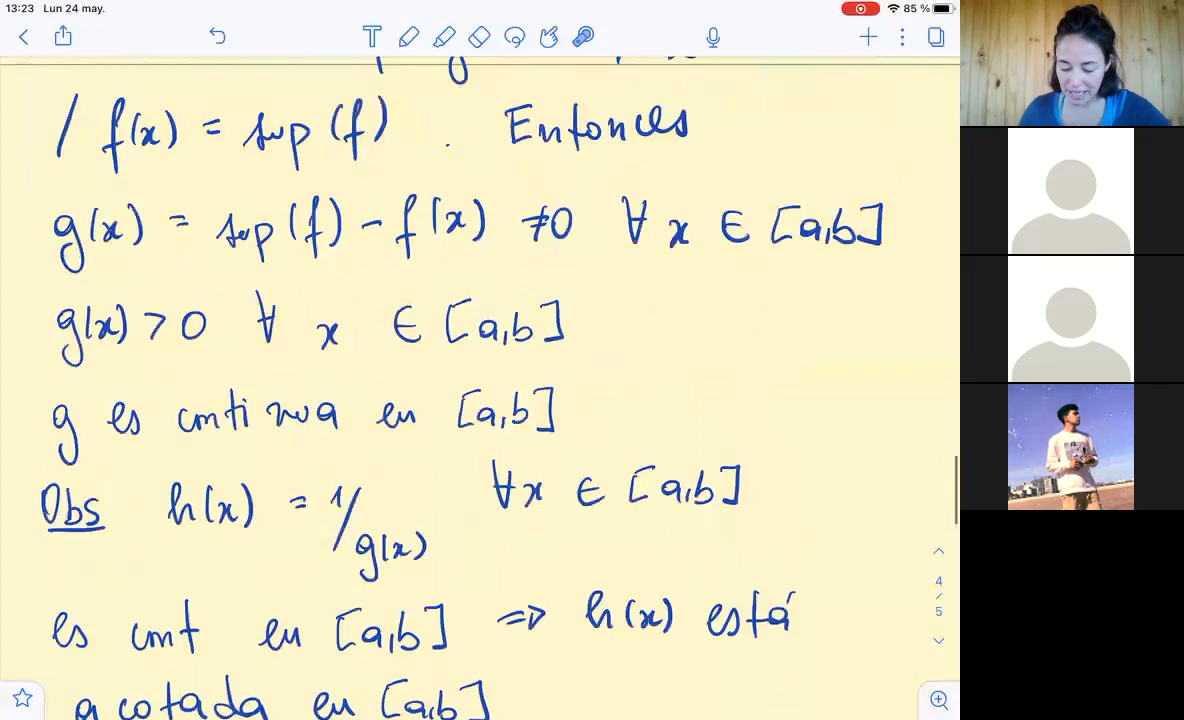 13:23 Lun 24 may.
85 %
/ f(x) = sup (f) . Entonces
g(x) = sup (f) - f(x) ≠0 ∀ x ∈ [a,b]
g(x) > 0 ∀ x ∈ [a,b]
g es continua en [a,b]
Obs h(x) = 1/g(x) ∀x ∈ [a,b]
es cont en [a,b] => h(x) está
acotada en [a,b]
4
/
5